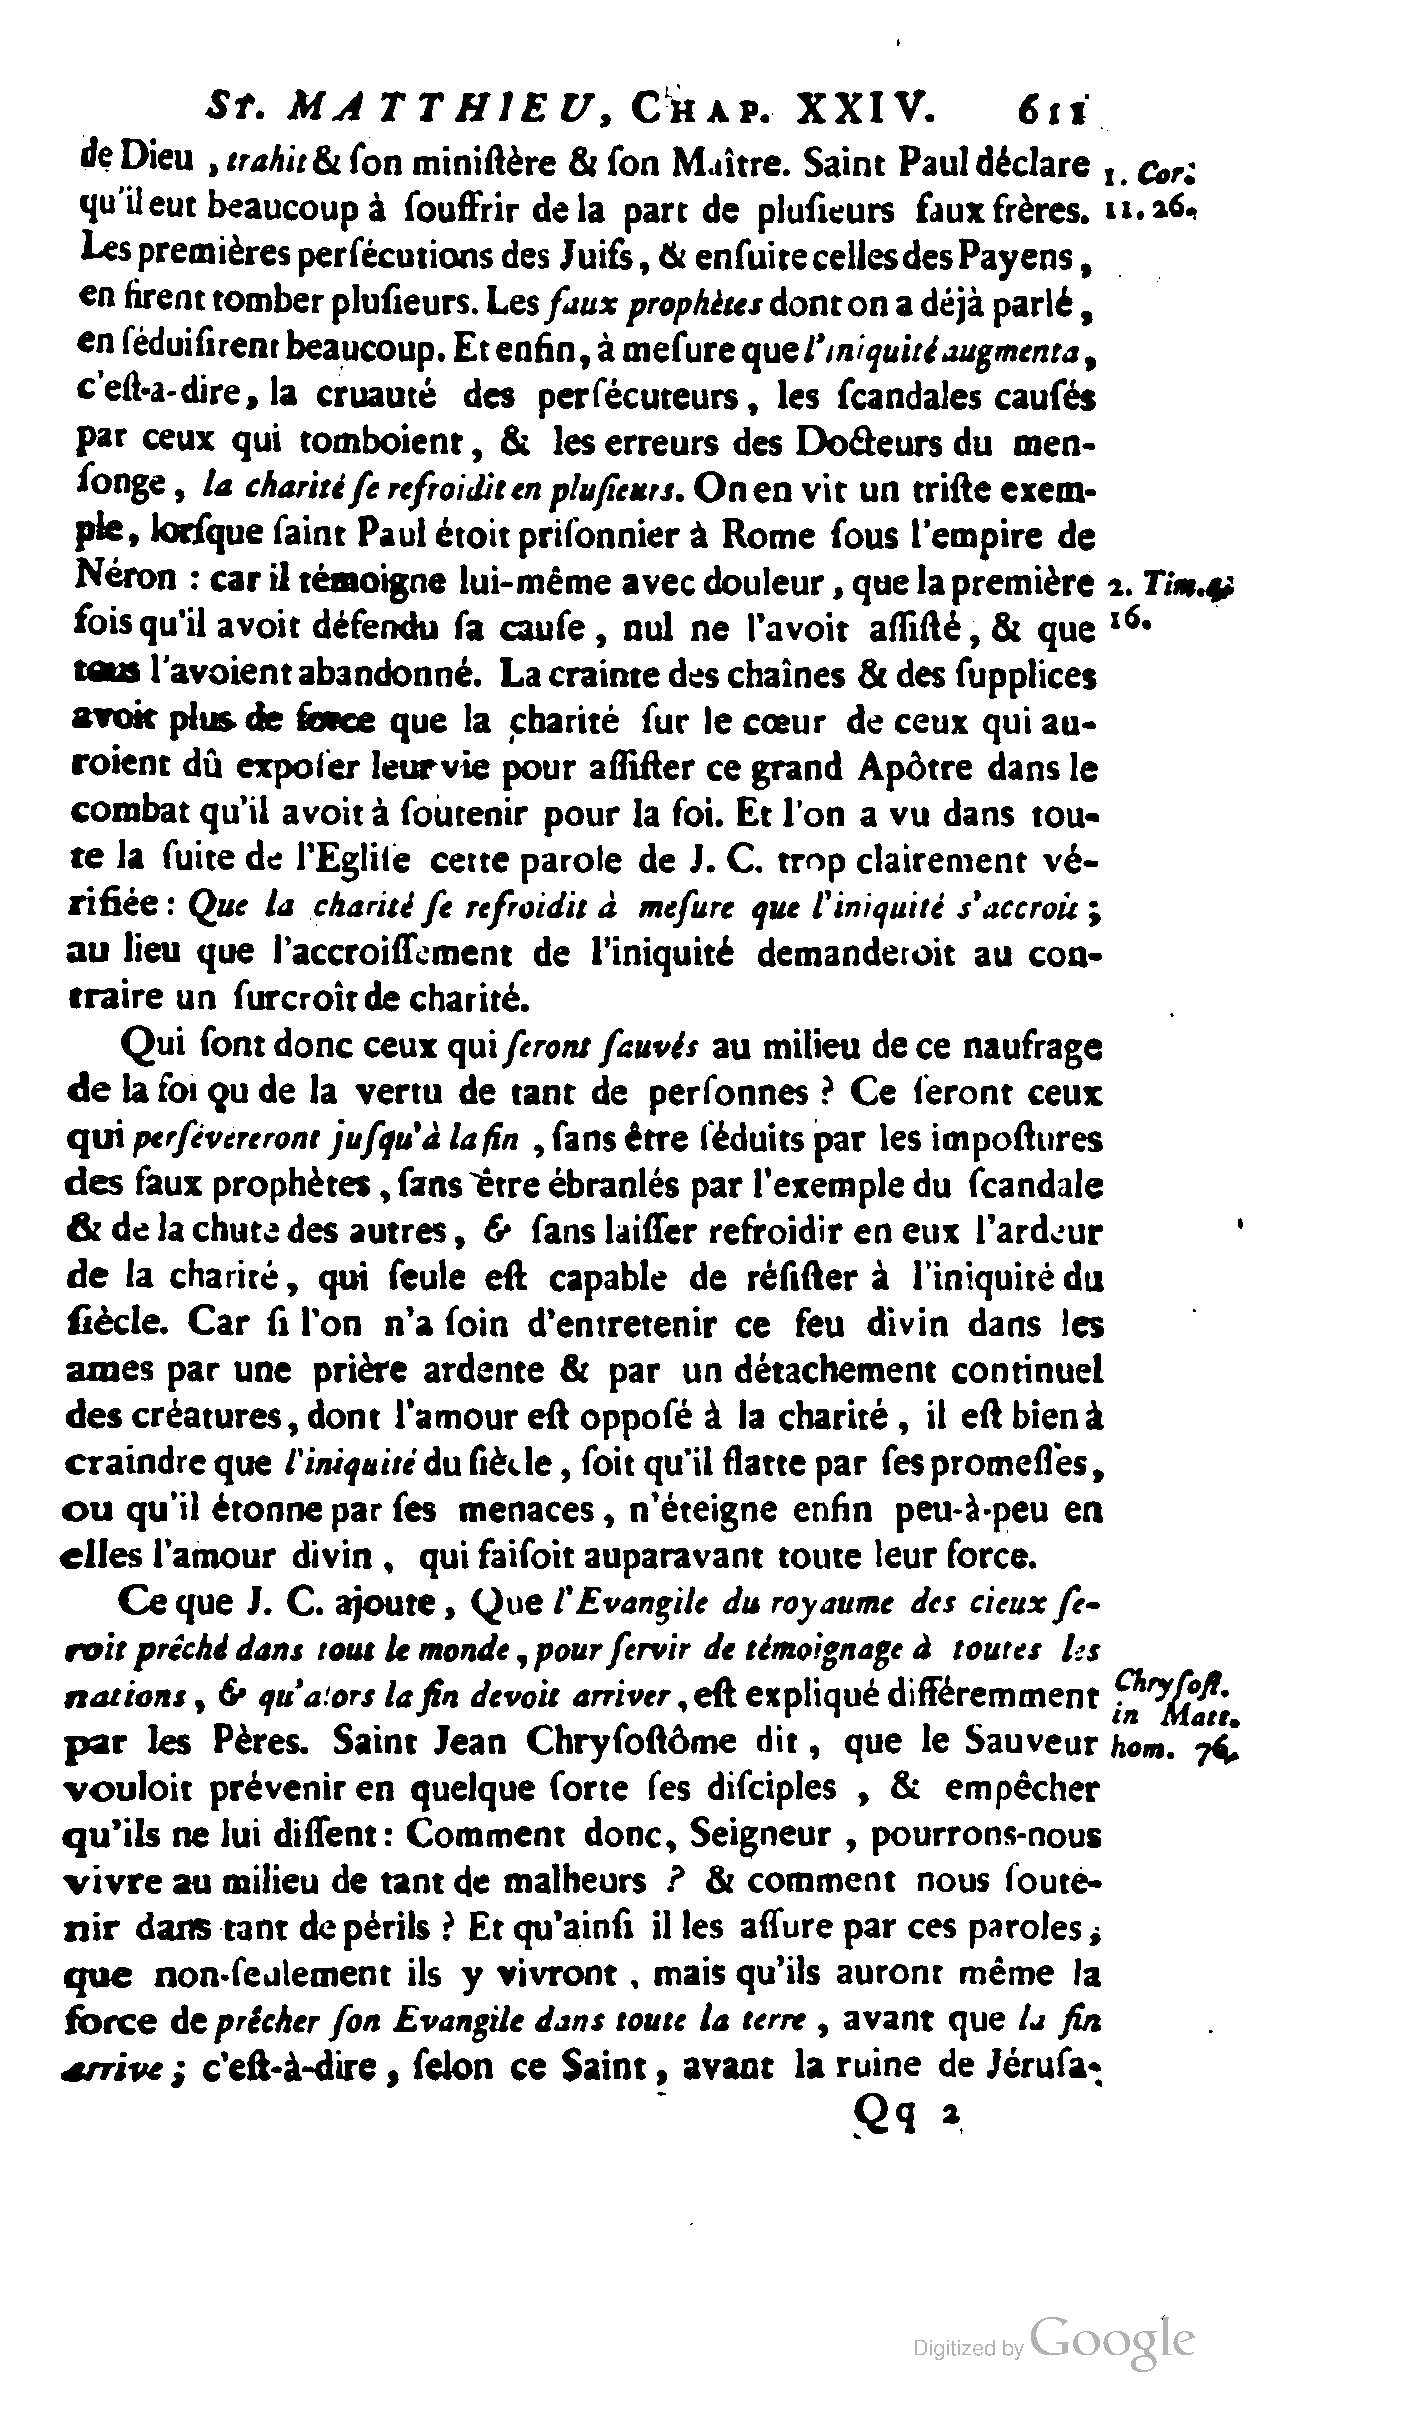 ST. MATTHIEU, CHAP. XXIV. 611
de Dieu , trahit & ſon miniſtère & ſon Maître. Saint Paul déclare 1. Cor.
qu'il eut beaucoup à ſouffrir de la part de pluſieurs faux frères. 11. 26.
Les premières perſécutions des Juifs, & enſuite celles des Payens,
en firent tomber pluſieurs. Les faux prophètes dont on a déjà parlé,
en ſéduiſirent beaucoup. Et enfin, à meſure que l'iniquité augmenta,
c'eſt-a-dire, la cruauté des perſécuteurs, les ſcandales cauſés
par ceux qui tomboient, & les erreurs des Docteurs du men-
ſonge, la charité ſe refroidit en pluſieurs. On en vit un triſte exem-
ple, lorſque ſaint Paul étoit priſonnier à Rome ſous l'empire de
Néron : car il témoigne lui-même avec douleur, que la première 2. Tim. 4.
fois qu'il avoit défendu ſa cauſe, nul ne l'avoit aſſiſté, & que 16.
tous l'avoient abandonné. La crainte des chaînes & des ſupplices
avoit plus de force que la charité ſur le cœur de ceux qui au-
roient dû expoſer leur vie pour aſſiſter ce grand Apôtre dans le
combat qu'il avoit à ſoutenir pour la foi. Et l'on a vu dans tou-
te la ſuite de l'Egliſe cette parole de J. C. trop clairement vé-
rifiée : Que la charité ſe refroidit à meſure que l'iniquité s'accroit ;
au lieu que l'accroiſſement de l'iniquité demanderoit au con-
traire un ſurcroît de charité.
Qui ſont donc ceux qui ſeront ſauvés au milieu de ce naufrage
de la foi ou de la vertu de tant de perſonnes ? Ce ſeront ceux
qui perſévereront juſqu'à la fin , ſans être ſéduits par les impoſtures
des faux prophètes, ſans être ébranlés par l'exemple du ſcandale
& de la chute des autres, & ſans laiſſer refroidir en eux l'ardeur
de la charité, qui ſeule eſt capable de réſiſter à l'iniquité du
ſiècle. Car ſi l'on n'a ſoin d'entretenir ce feu divin dans les
ames par une prière ardente & par un détachement continuel
des créatures, dont l'amour eſt oppoſé à la charité, il eſt bien à
craindre que l'iniquité du ſiècle, ſoit qu'il flatte par ſes promeſſes,
ou qu'il étonne par ſes menaces, n'éteigne enfin peu-à-peu en
elles l'amour divin , qui faiſoit auparavant toute leur force.
Ce que J. C. ajoute, Que l'Evangile du royaume des cieux ſe-
roit prêché dans tout le monde, pour ſervir de témoignage à toutes les
nations, & qu'alors la fin devoit arriver, eſt expliqué différemment Chryſoſt.
par les Pères. Saint Jean Chryſoſtôme dit, que le Sauveur in Matt. hom. 76.
vouloit prévenir en quelque ſorte ſes diſciples , & empêcher
qu'ils ne lui diſſent : Comment donc, Seigneur , pourrons-nous
vivre au milieu de tant de malheurs ? & comment nous ſoute-
nir dans tant de périls ? Et qu'ainſi il les aſſure par ces paroles,
que non-ſeulement ils y vivront , mais qu'ils auront même la
force de prêcher ſon Evangile dans toute la terre , avant que la fin
arrive ; c'eſt-à-dire, ſelon ce Saint, avant la ruine de Jéruſa-
Qq 2
Digitized by Google